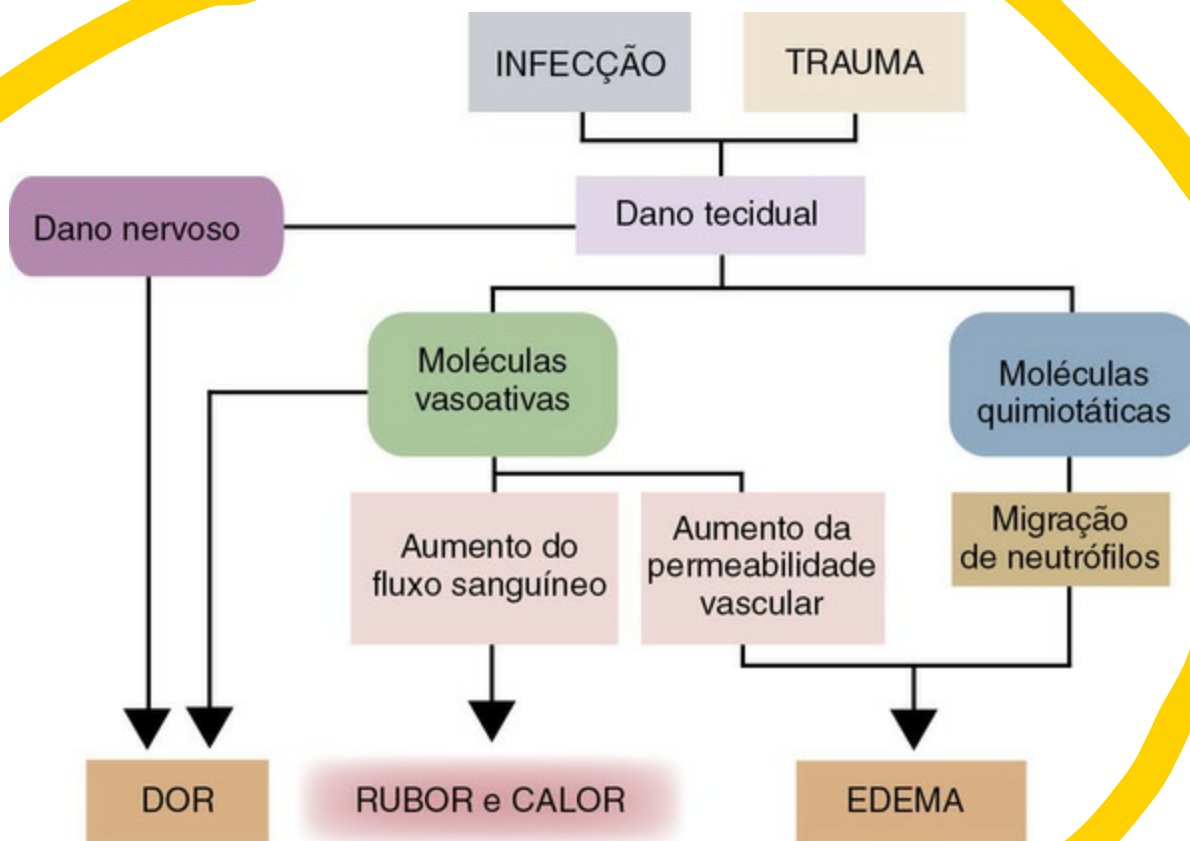 INFECÇÃO
TRAUMA
Dano nervoso
Dano tecidual
Moléculas
vasoativas
Moléculas
quimiotáticas
Aumento do
fluxo sanguíneo
Aumento da
permeabilidade
vascular
Migração
de neutrófilos
DOR
RUBOR e CALOR
EDEMA